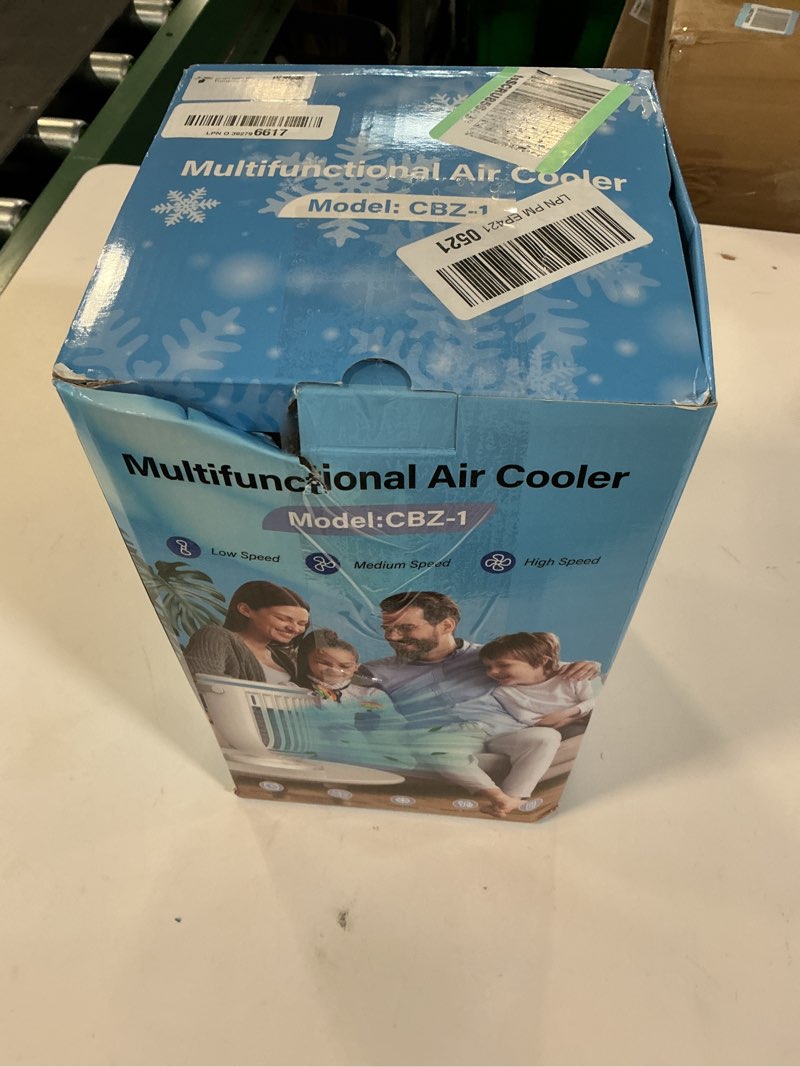 LPN O 39279 6617
Multifunctional Air Cooler
Model: CBZ-1
LPN PM EP421 0521
Multifunctional Air Cooler
Model:CBZ-1
Low Speed
Medium Speed
High Speed